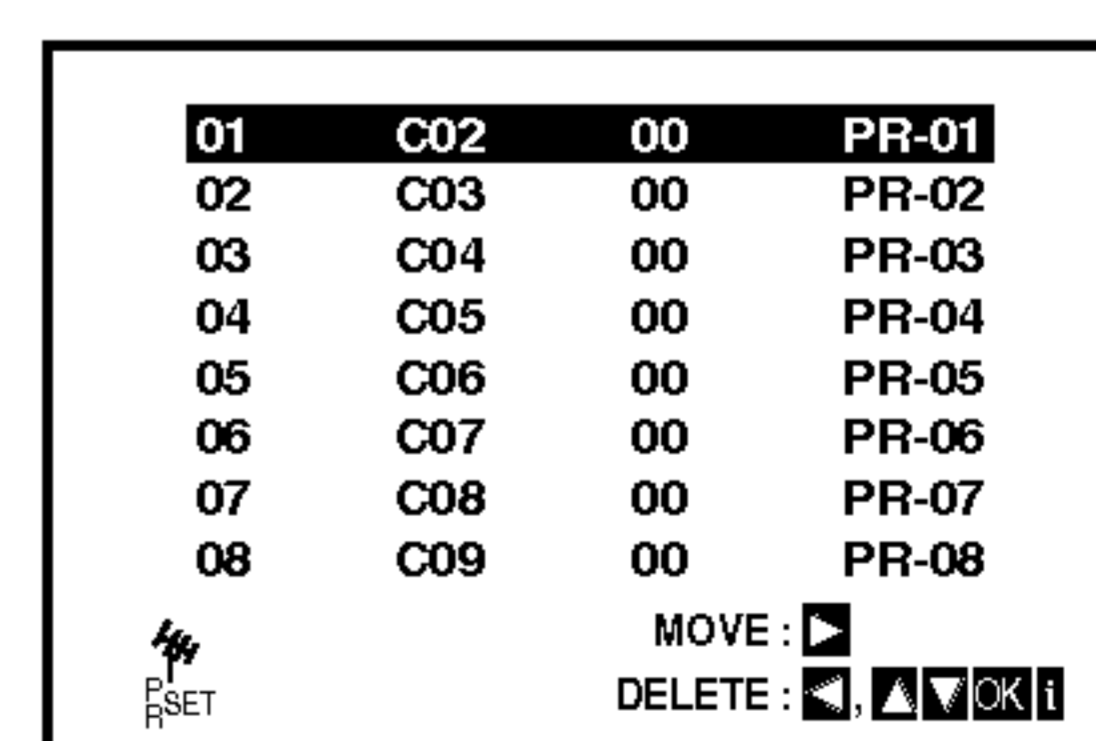 01 C02 00 PR-01
02 C03 00 PR-02
03 C04 00 PR-03
04 C05 00 PR-04
05 C06 00 PR-05
06 C07 00 PR-06
07 C08 00 PR-07
08 C09 00 PR-08
MOVE : ▷
PR SET DELETE : ◁, △ ▽ OK i